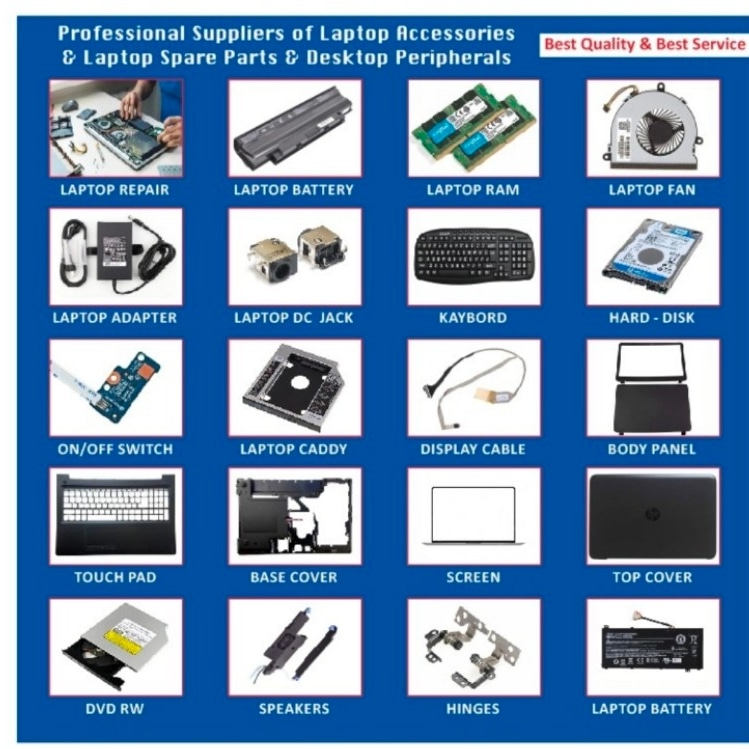 Professional Suppliers of Laptop Accessories
& Laptop Spare Parts & Desktop Peripherals
Best Quality & Best Service
LAPTOP REPAIR LAPTOP BATTERY LAPTOP RAM LAPTOP FAN
LAPTOP ADAPTER LAPTOP DC JACK KAYBORD HARD - DISK
ON/OFF SWITCH LAPTOP CADDY DISPLAY CABLE BODY PANEL
TOUCH PAD BASE COVER SCREEN TOP COVER
DVD RW SPEAKERS HINGES LAPTOP BATTERY